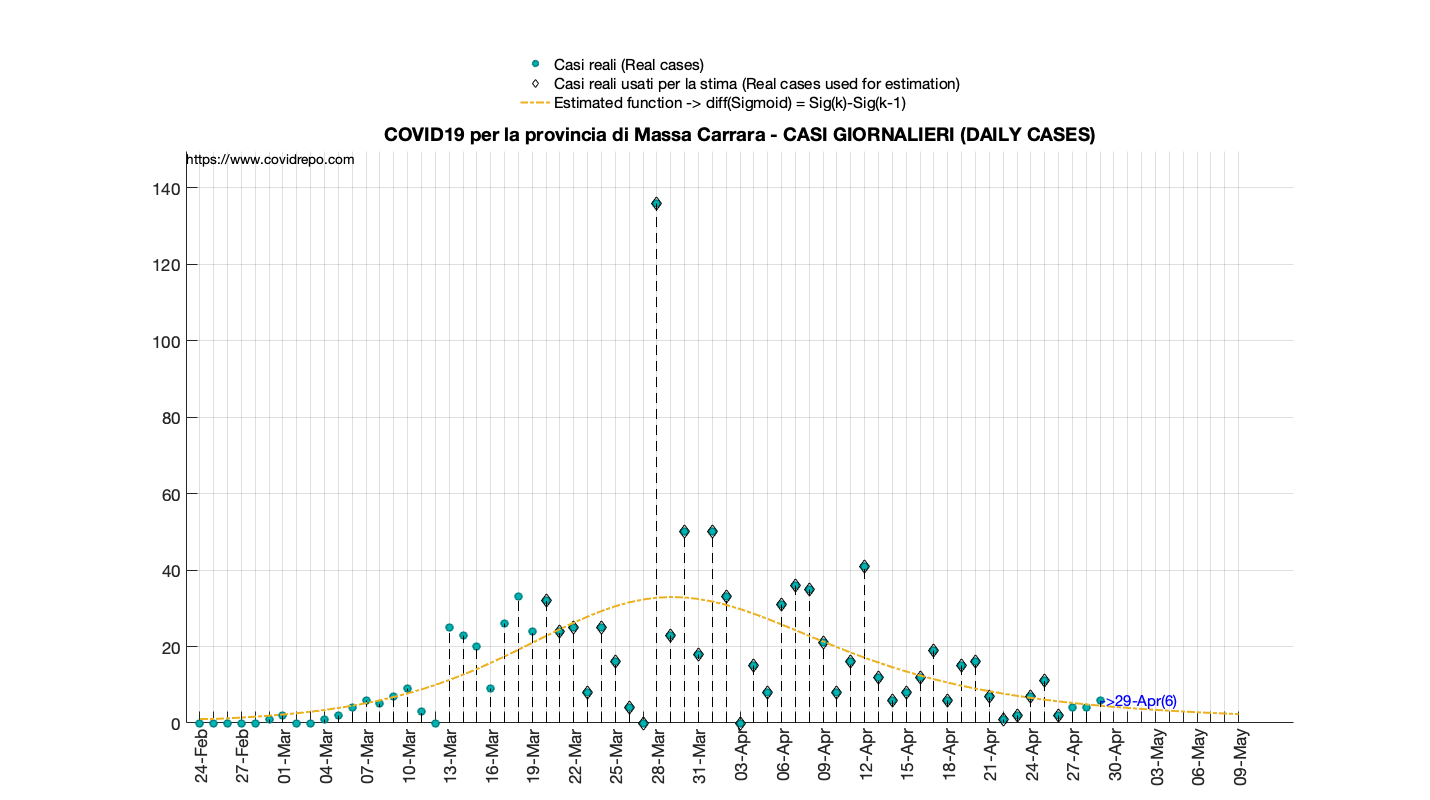 Casi reali (Real cases)
Casi reali usati per la stima (Real cases used for estimation)
Estimated function -> diff(Sigmoid) = Sig(k)-Sig(k-1)
COVID19 per la provincia di Massa Carrara - CASI GIORNALIERI (DAILY CASES)
https://www.covidrepo.com
140
120
100
80
60
40
20
0
>29-Apr(6)
24-Feb
27-Feb
01-Mar
04-Mar
07-Mar
10-Mar
13-Mar
16-Mar
19-Mar
22-Mar
25-Mar
28-Mar
31-Mar
03-Apr
06-Apr
09-Apr
12-Apr
15-Apr
18-Apr
21-Apr
24-Apr
27-Apr
30-Apr
03-May
06-May
09-May